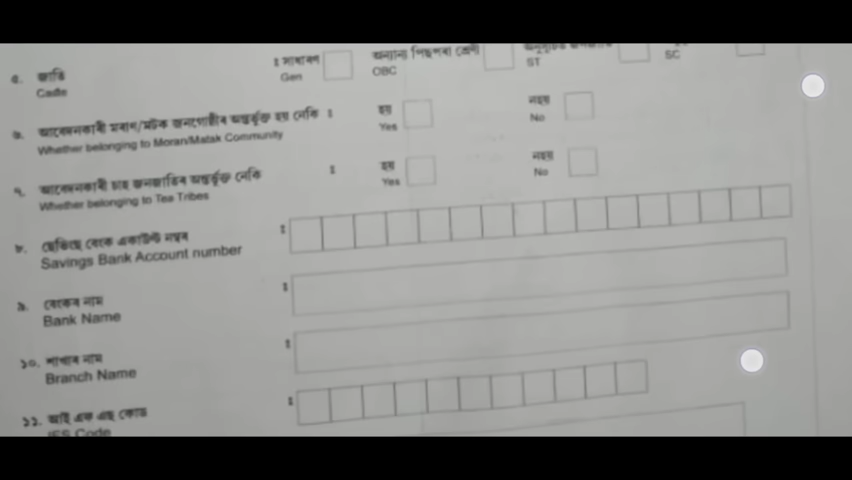 ৫. জাতি : সাধাৰণ অন্যান্য পিছপৰা শ্ৰেণী অনুসূচিত জনজাতি
Caste Gen OBC ST SC
৬. আবেদনকাৰী মৰাণ/মটক জনগোষ্ঠীৰ অন্তৰ্ভুক্ত হয় নেকি : হয় নহয়
Whether belonging to Moran/Matak Community Yes No
৭. আবেদনকাৰী চাহ জনজাতিৰ অন্তৰ্ভুক্ত নেকি : হয় নহয়
Whether belonging to Tea Tribes Yes No
৮. ছেভিংছ বেংক একাউণ্ট নম্বৰ :
Savings Bank Account number
৯. বেংকৰ নাম :
Bank Name
১০. শাখাৰ নাম :
Branch Name
১১. আই এফ এছ কোড :
IFS Code